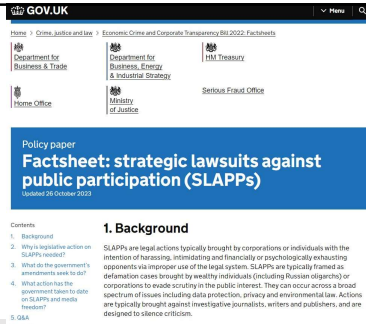 GOV.UK
Menu
Home > Crime, justice and law > Economic Crime and Corporate Transparency Bill 2022: Factsheets
Department for
Business & Trade
Department for
Business, Energy
& Industrial Strategy
HM Treasury
Home Office
Ministry
of Justice
Serious Fraud Office
Policy paper
Factsheet: strategic lawsuits against
public participation (SLAPPs)
Updated 26 October 2023
Contents
1. Background
2. Why is legislative action on
SLAPPs needed?
3. What do the government's
amendments seek to do?
4. What action has the
government taken to date
on SLAPPs and media
freedom?
5. Q&A
1. Background
SLAPPs are legal actions typically brought by corporations or individuals with the
intention of harassing, intimidating and financially or psychologically exhausting
opponents via improper use of the legal system. SLAPPs are typically framed as
defamation cases brought by wealthy individuals (including Russian oligarchs) or
corporations to evade scrutiny in the public interest. They can occur across a broad
spectrum of issues including data protection, privacy and environmental law. Actions
are typically brought against investigative journalists, writers and publishers, and are
designed to silence criticism.